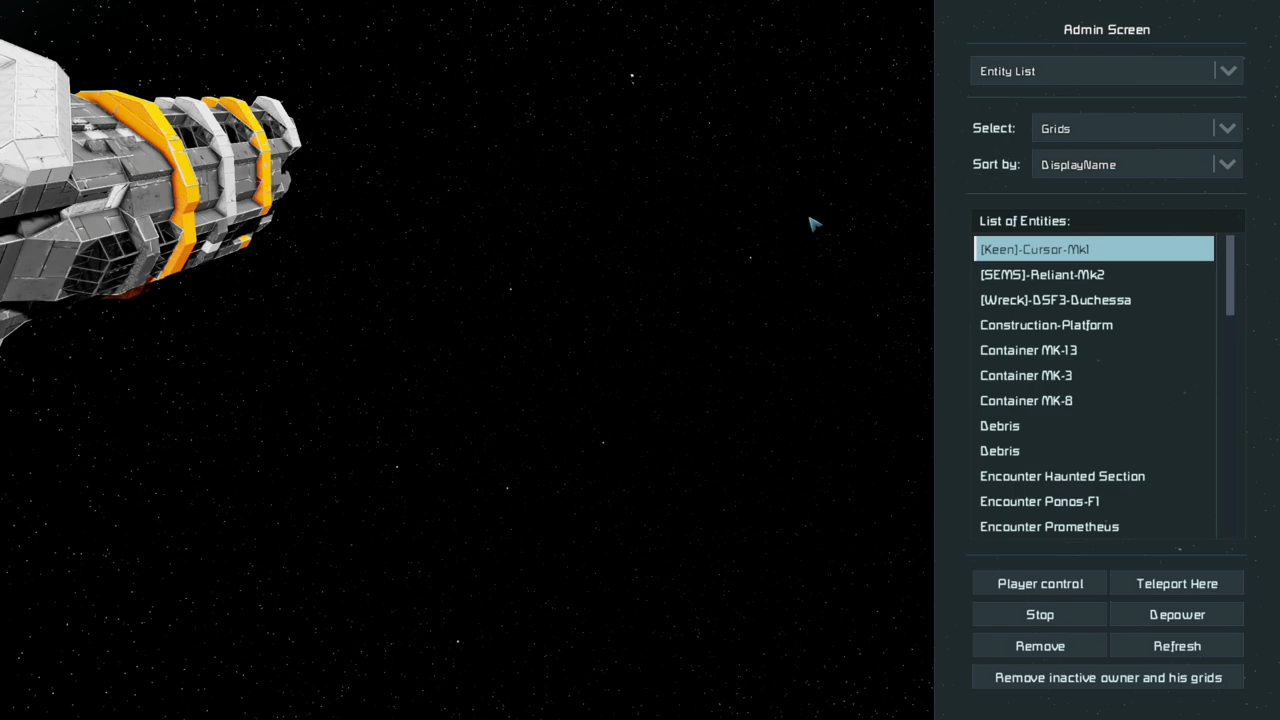 Admin Screen
Entity List
Select: Grids
Sort by: DisplayName
List of Entities:
[Keen]-Cursor-Mk1
[SEMS]-Reliant-Mk2
[Wreck]-DSF3-Duchessa
Construction-Platform
Container MK-13
Container MK-3
Container MK-8
Debris
Debris
Encounter Haunted Section
Encounter Ponos-F1
Encounter Prometheus
Player control Teleport Here
Stop Depower
Remove Refresh
Remove inactive owner and his grids